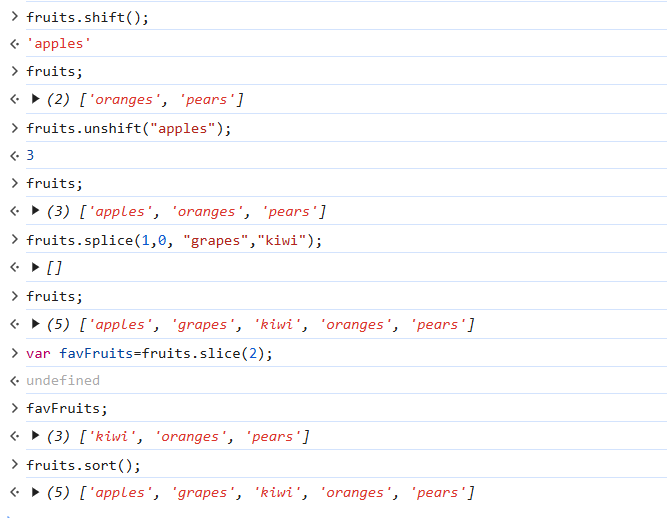 > fruits.shift();
<· 'apples'
> fruits;
<· ▶ (2) ['oranges', 'pears']
> fruits.unshift("apples");
<· 3
> fruits;
<· ▶ (3) ['apples', 'oranges', 'pears']
> fruits.splice(1,0, "grapes","kiwi");
<· ▶ []
> fruits;
<· ▶ (5) ['apples', 'grapes', 'kiwi', 'oranges', 'pears']
> var favFruits=fruits.slice(2);
<· undefined
> favFruits;
<· ▶ (3) ['kiwi', 'oranges', 'pears']
> fruits.sort();
<· ▶ (5) ['apples', 'grapes', 'kiwi', 'oranges', 'pears']